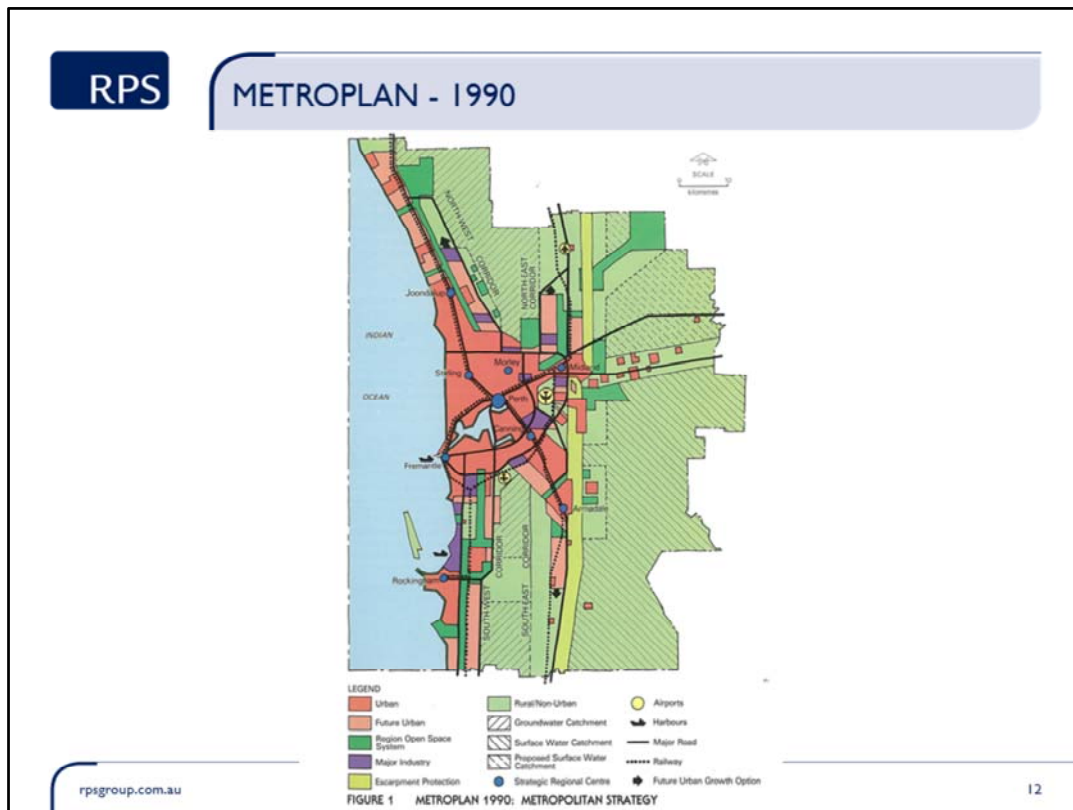 RPS
METROPLAN - 1990
SCALE
kilometres
NORTH-WEST
CORRIDOR
NORTH-EAST
CORRIDOR
Joondalup
INDIAN
OCEAN
Morley
Midland
Stirling
Perth
Canning
Fremantle
Armadale
Rockingham
SOUTH WEST
CORRIDOR
SOUTH EAST
CORRIDOR
LEGEND
Urban
Future Urban
Region Open Space
System
Major Industry
Escarpment Protection
Rural/Non-Urban
Groundwater Catchment
Surface Water Catchment
Proposed Surface Water
Catchment
Strategic Regional Centre
Airports
Harbours
Major Road
Railway
Future Urban Growth Option
FIGURE 1 METROPLAN 1990: METROPOLITAN STRATEGY
rpsgroup.com.au
12